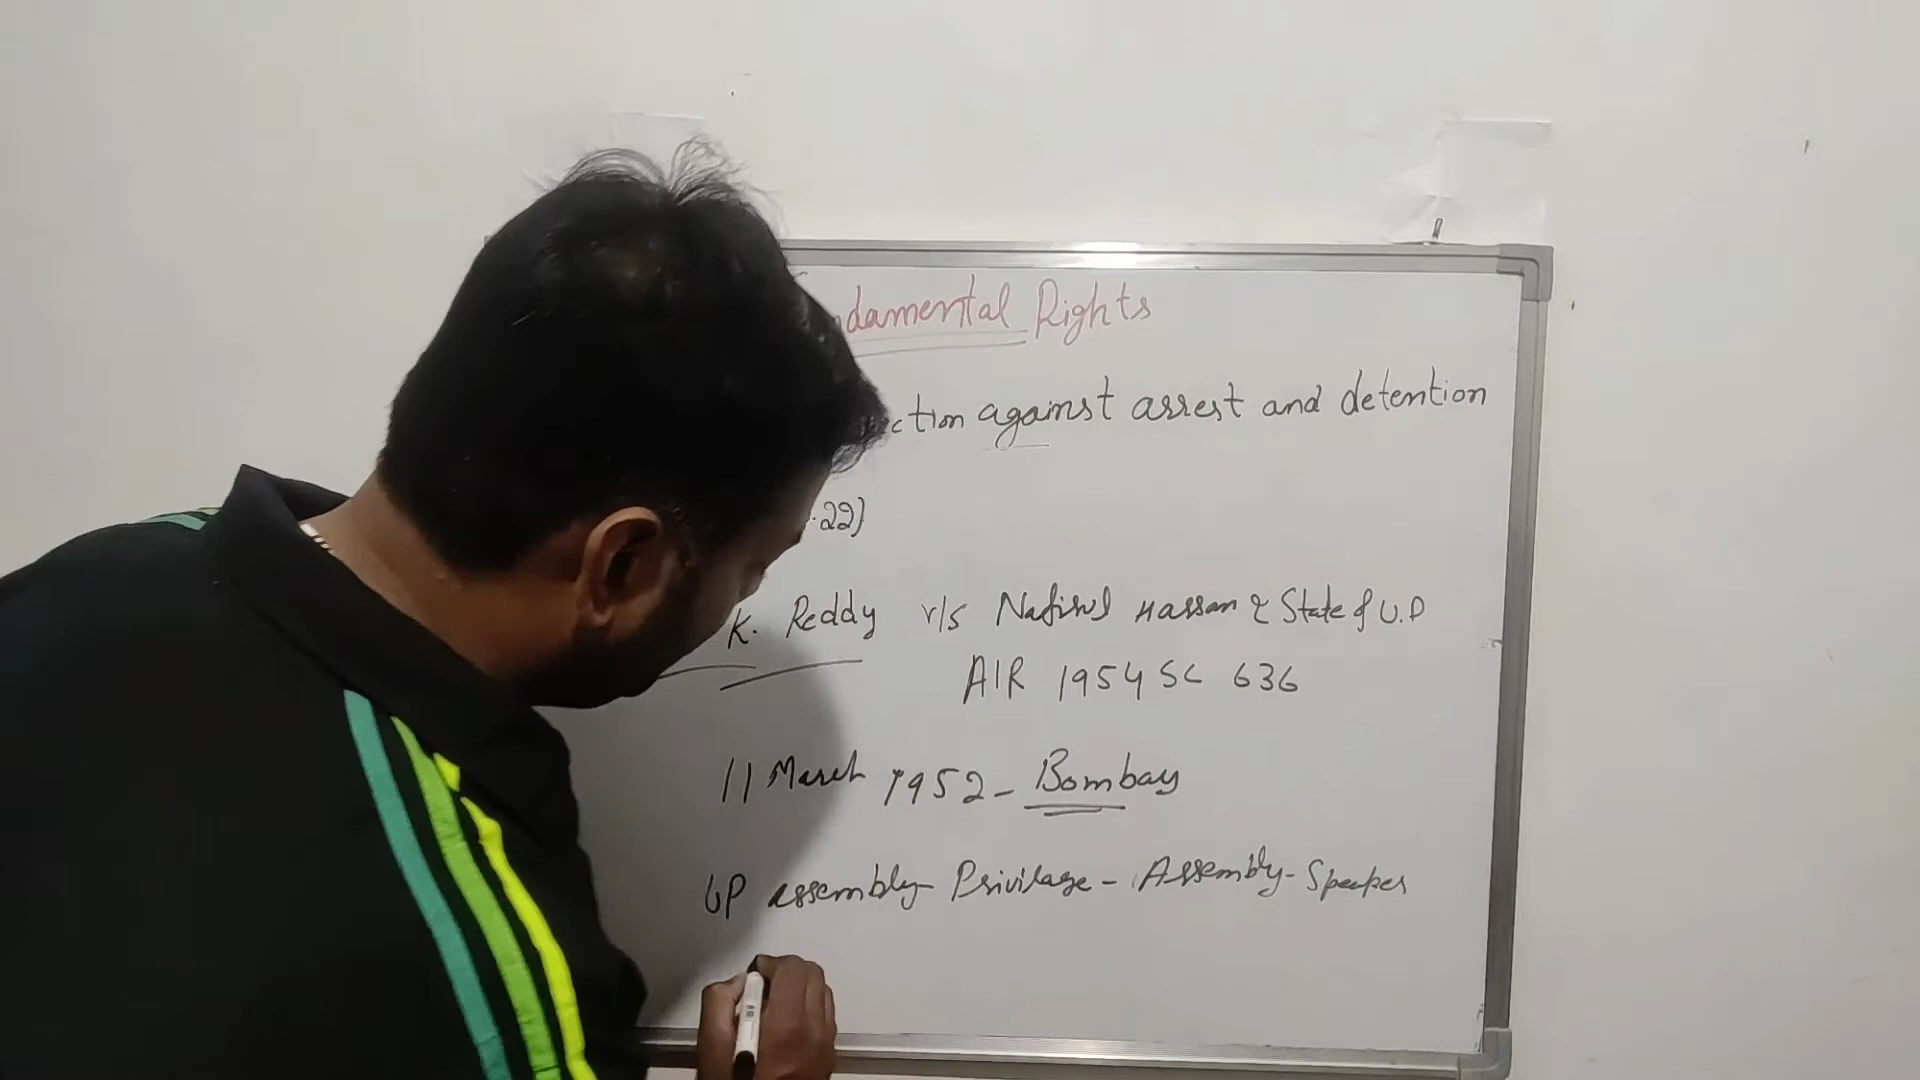 ndamental Rights
ction against arrest and detention
.22)
K. Reddy v/s Nafisul Hassan & State of U.P
AIR 1954 SC 636
11 March 1952 - Bombay
UP assembly - Privilage - Assembly - Speaker